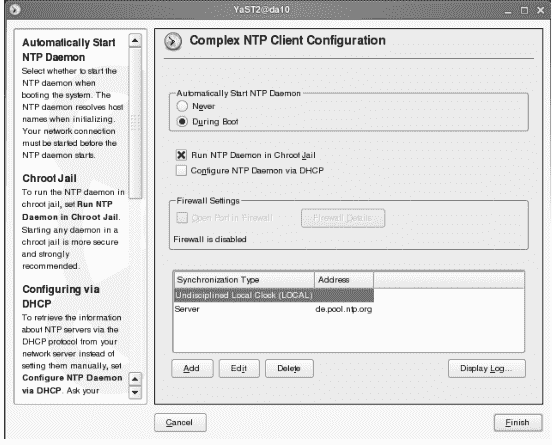 YaST2@da10
Automatically Start
NTP Daemon
Select whether to start the
NTP daemon when
booting the system. The
NTP daemon resolves host
names when initializing.
Your network connection
must be started before the
NTP daemon starts.
Chroot Jail
To run the NTP daemon in
chroot jail, set Run NTP
Daemon in Chroot Jail.
Starting any daemon in a
chroot jail is more secure
and strongly
recommended.
Configuring via
DHCP
To retrieve the information
about NTP servers via the
DHCP protocol from your
network server instead of
setting them manually, set
Configure NTP Daemon
via DHCP. Ask your
Complex NTP Client Configuration
Automatically Start NTP Daemon
Never
During Boot
Run NTP Daemon in Chroot Jail
Configure NTP Daemon via DHCP
Firewall Settings
Open Port in Firewall
Firewall Details...
Firewall is disabled
Synchronization Type Address
Undisciplined Local Clock (LOCAL)
Server de.pool.ntp.org
Add Edit Delete Display Log...
Cancel Finish